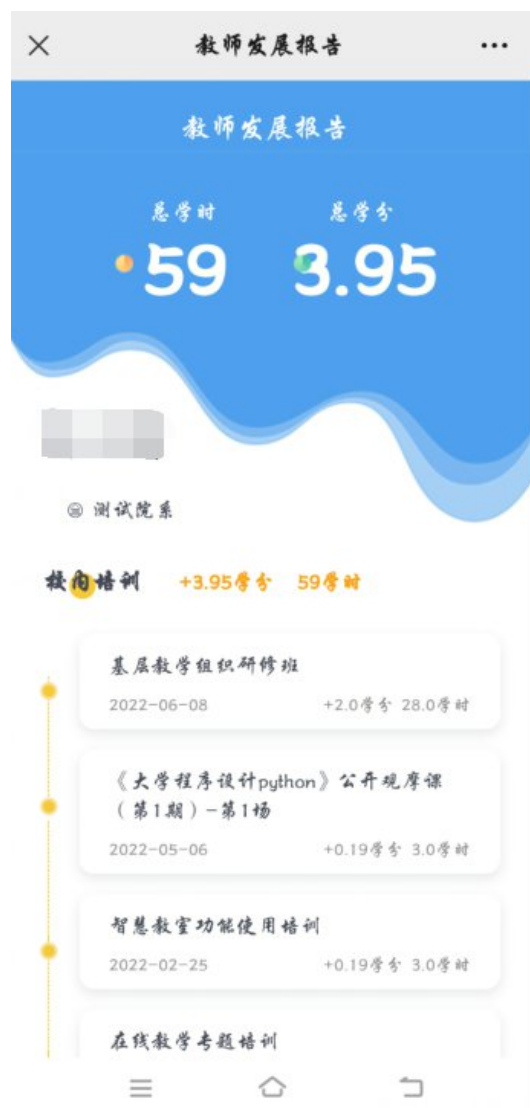 教师发展报告
教师发展报告
总学时 总学分
59 3.95
测试院系
校内培训 +3.95学分 59学时
基层教学组织研修班
2022-06-08 +2.0学分 28.0学时
《大学程序设计python》公开观摩课
（第1期）-第1场
2022-05-06 +0.19学分 3.0学时
智慧教室功能使用培训
2022-02-25 +0.19学分 3.0学时
在线教学专题培训